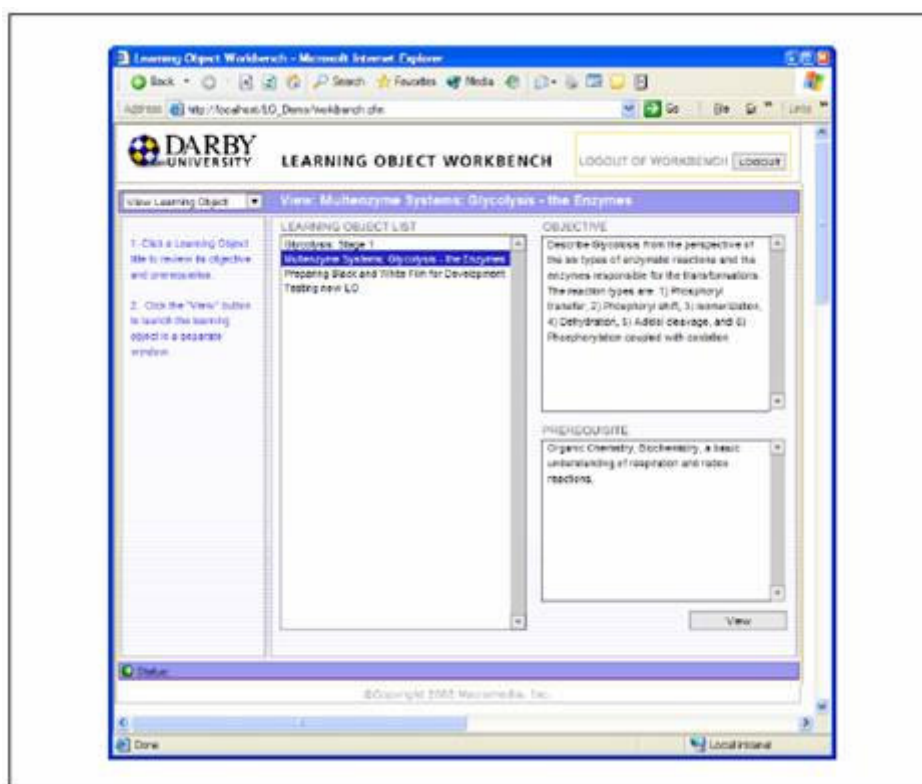 Learning Object Workbench - Microsoft Internet Explorer
Back Search Favorites Media
Address http://localhost/LO_Demo/workbench.cfm Go Links
DARBY
UNIVERSITY
LEARNING OBJECT WORKBENCH
LOGOUT OF WORKBENCH LOGOUT
View Learning Object
View: Multenzyme Systems: Glycolysis - the Enzymes
1. Click a Learning Object
title to review its objective
and prerequisites.
2. Click the "View" button
to launch the learning
object in a separate
window.
LEARNING OBJECT LIST
Glycolysis: Stage 1
Multenzyme Systems: Glycolysis - the Enzymes
Preparing Black and White Film for Development
Testing new LO
OBJECTIVE
Describe Glycolosis from the perspective of
the six types of enzymatic reactions and the
enzymes responsible for the transformations.
The reaction types are: 1) Phosphoryl
transfer, 2) Phosphoryl shift, 3) Isomerization,
4) Dehydration, 5) Aldol cleavage, and 6)
Phosphorylation coupled with oxidation
PREREQUISITE
Organic Chemistry, Biochemistry, a basic
understanding of respiration and redox
reactions.
View
Status:
©Copyright 2002 Macromedia, Inc.
Done
Local intranet